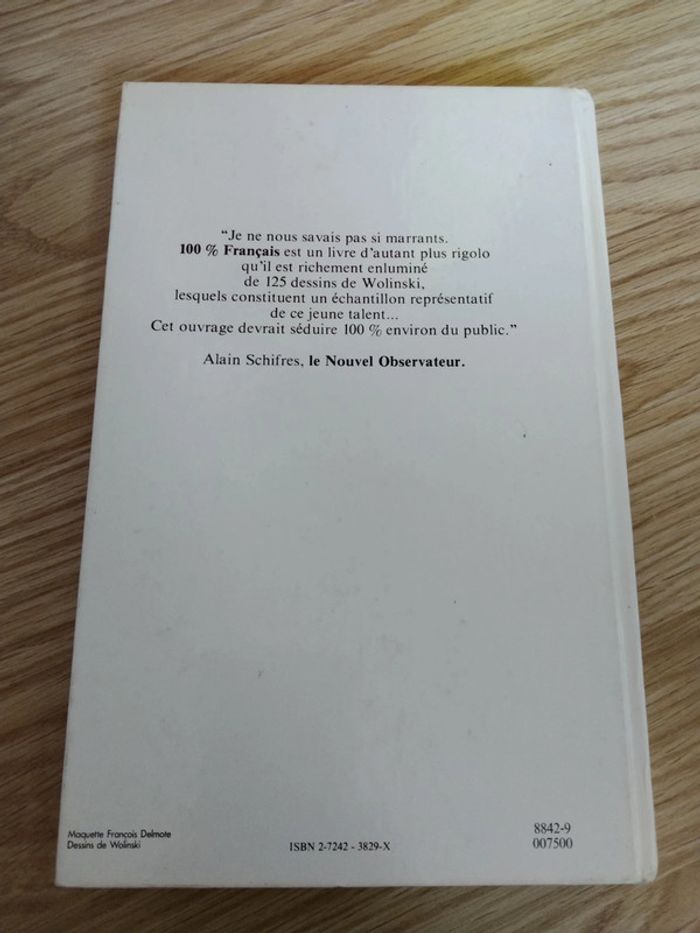 “Je ne nous savais pas si marrants.
100 % Français est un livre d’autant plus rigolo
qu’il est richement enluminé
de 125 dessins de Wolinski,
lesquels constituent un échantillon représentatif
de ce jeune talent...
Cet ouvrage devrait séduire 100 % environ du public.”
Alain Schifres, le Nouvel Observateur.
Maquette François Delmote
Dessins de Wolinski
ISBN 2-7242 - 3829-X
8842-9
007500